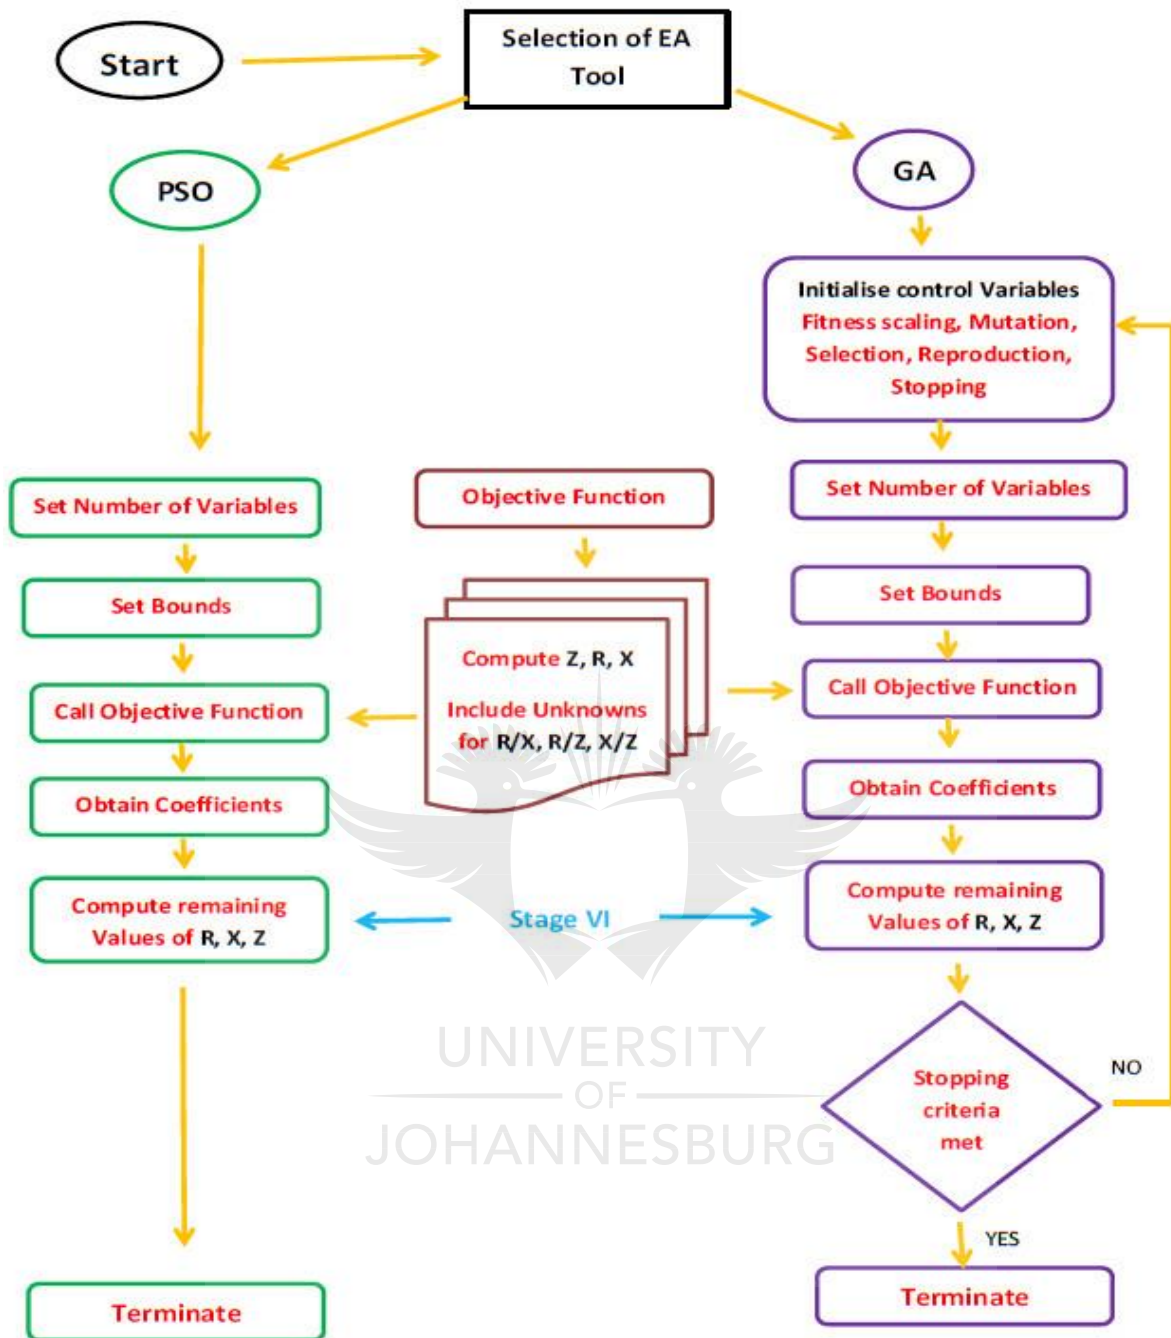 Start
Selection of EA
Tool
PSO
GA
Initialise control Variables
Fitness scaling, Mutation,
Selection, Reproduction,
Stopping
Set Number of Variables
Objective Function
Set Number of Variables
Set Bounds
Set Bounds
Compute Z, R, X
Include Unknowns
for R/X, R/Z, X/Z
Call Objective Function
Call Objective Function
Obtain Coefficients
Obtain Coefficients
Compute remaining
Values of R, X, Z
Stage VI
Compute remaining
Values of R, X, Z
UNIVERSITY
OF
JOHANNESBURG
Stopping
criteria
met
NO
YES
Terminate
Terminate